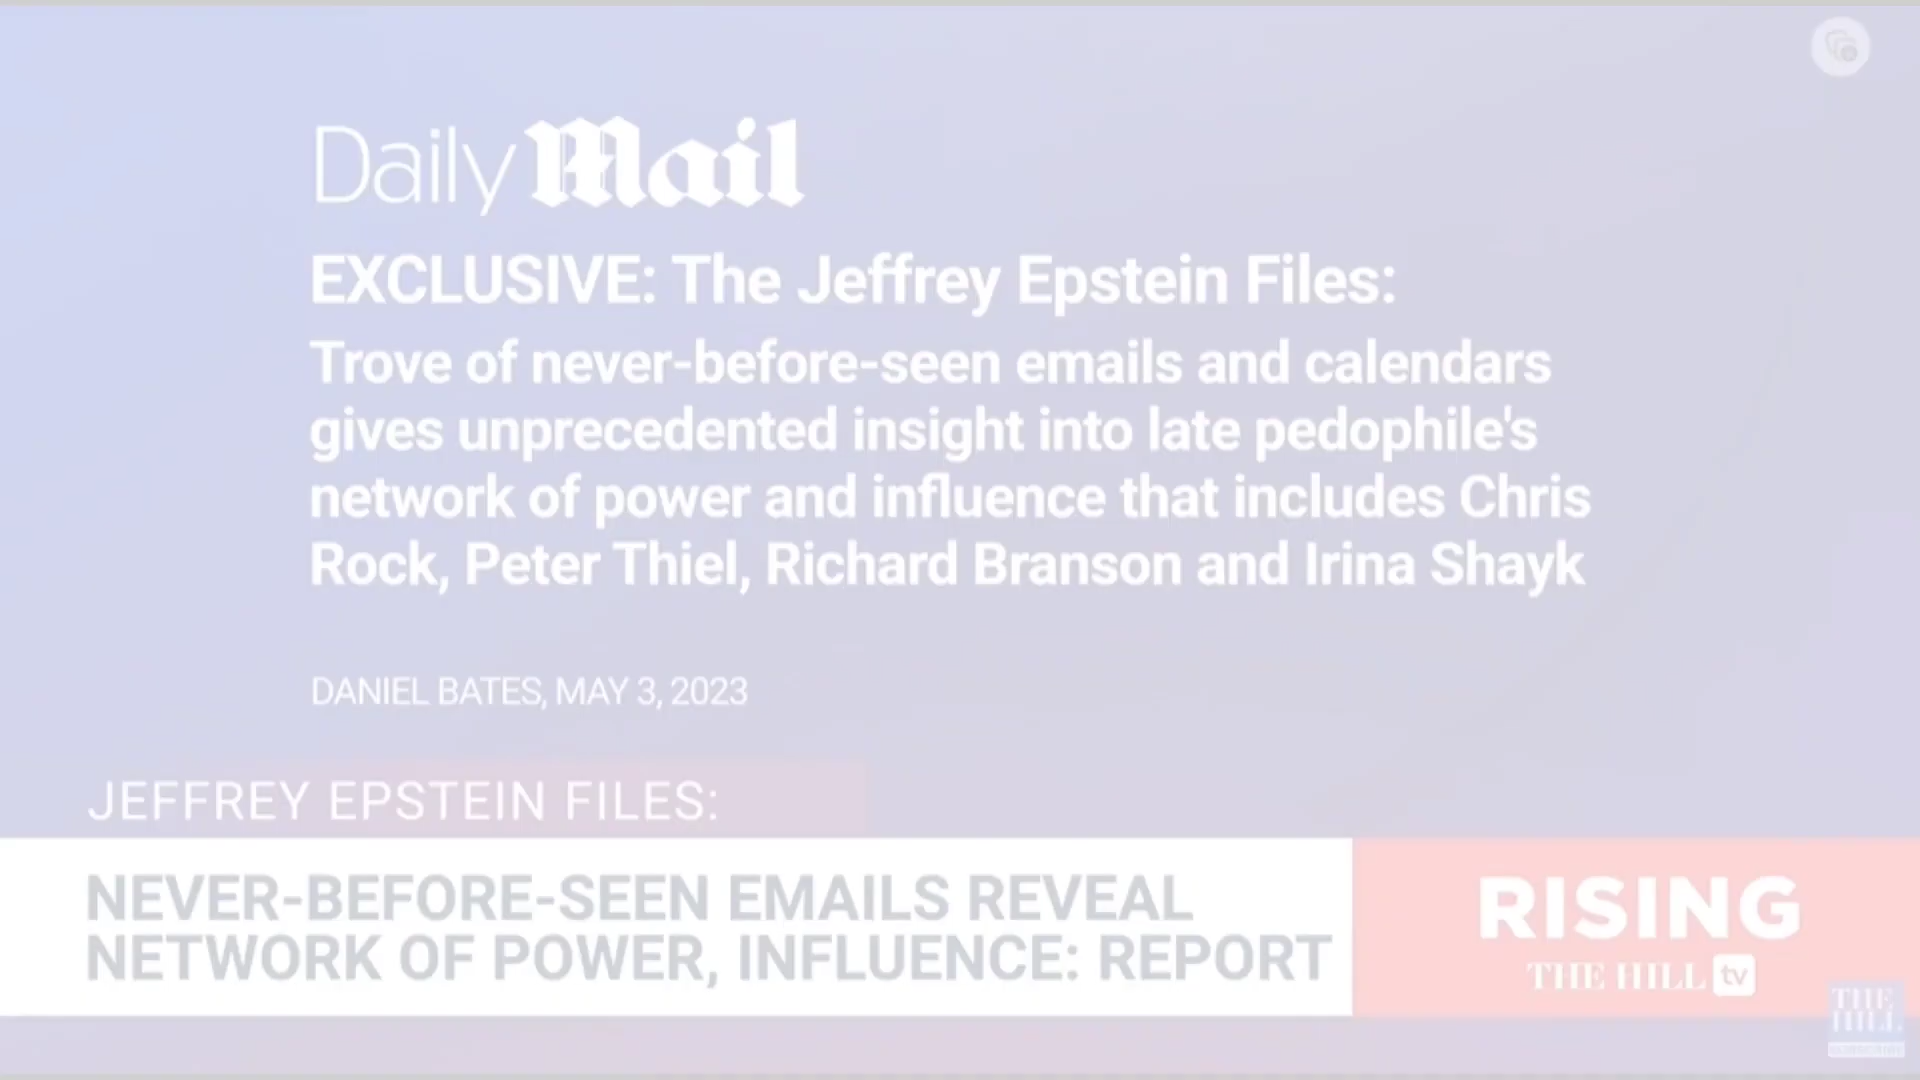 Daily Mail
EXCLUSIVE: The Jeffrey Epstein Files:
Trove of never-before-seen emails and calendars
gives unprecedented insight into late pedophile's
network of power and influence that includes Chris
Rock, Peter Thiel, Richard Branson and Irina Shayk
DANIEL BATES, MAY 3, 2023
JEFFREY EPSTEIN FILES:
NEVER-BEFORE-SEEN EMAILS REVEAL
NETWORK OF POWER, INFLUENCE: REPORT
RISING
THE HILL tv
THE
HILL